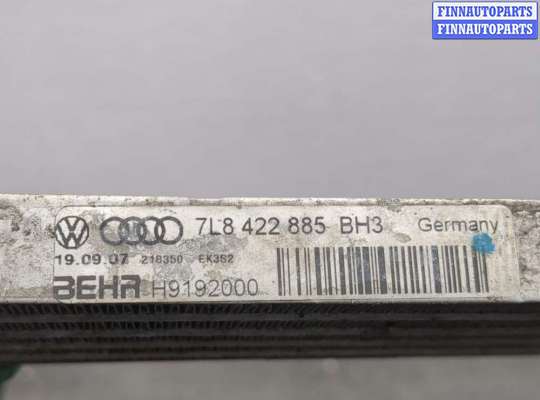 FINNAUTOPARTS
FINNAUTOPARTS
7L8 422 885 BH3 Germany
19.09.07 218350 EK3S2
BEHR H9192000